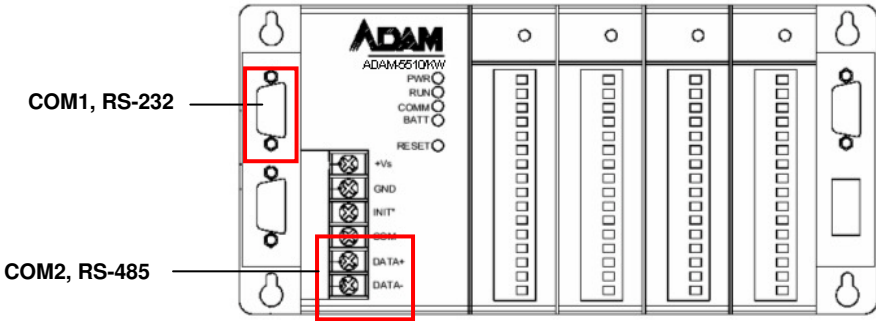 ADAM
ADAM-5510/KW
PWR
RUN
COMM
BATT
RESET
COM1, RS-232
+Vs
GND
INIT*
COM
DATA+
DATA-
COM2, RS-485